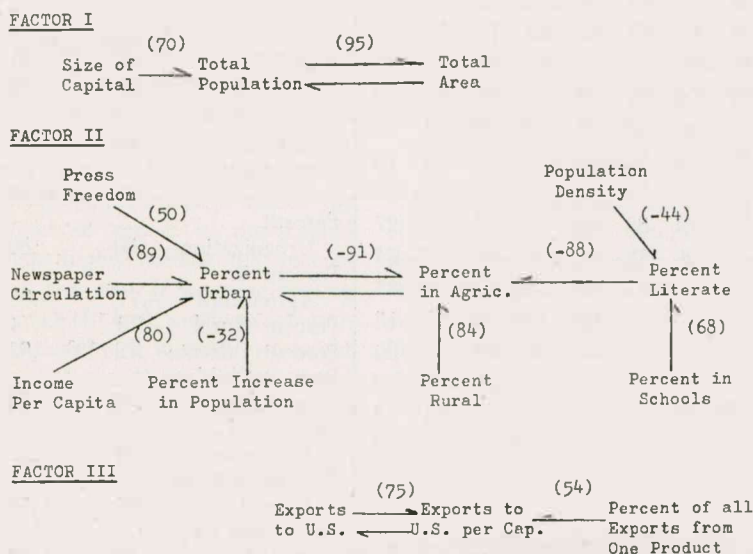 FACTOR I
(70) (95)
Size of Total Total
Capital Population Area
FACTOR II
Press Population
Freedom Density
(50) (-44)
(89) (-91) (-88)
Newspaper Percent Percent Percent
Circulation Urban in Agric. Literate
(80) (-32) (84) (68)
Income Percent Increase Percent Percent in
Per Capita in Population Rural Schools
FACTOR III
(75) (54)
Exports Exports to Percent of all
to U.S. U.S. per Cap. Exports from
One Product